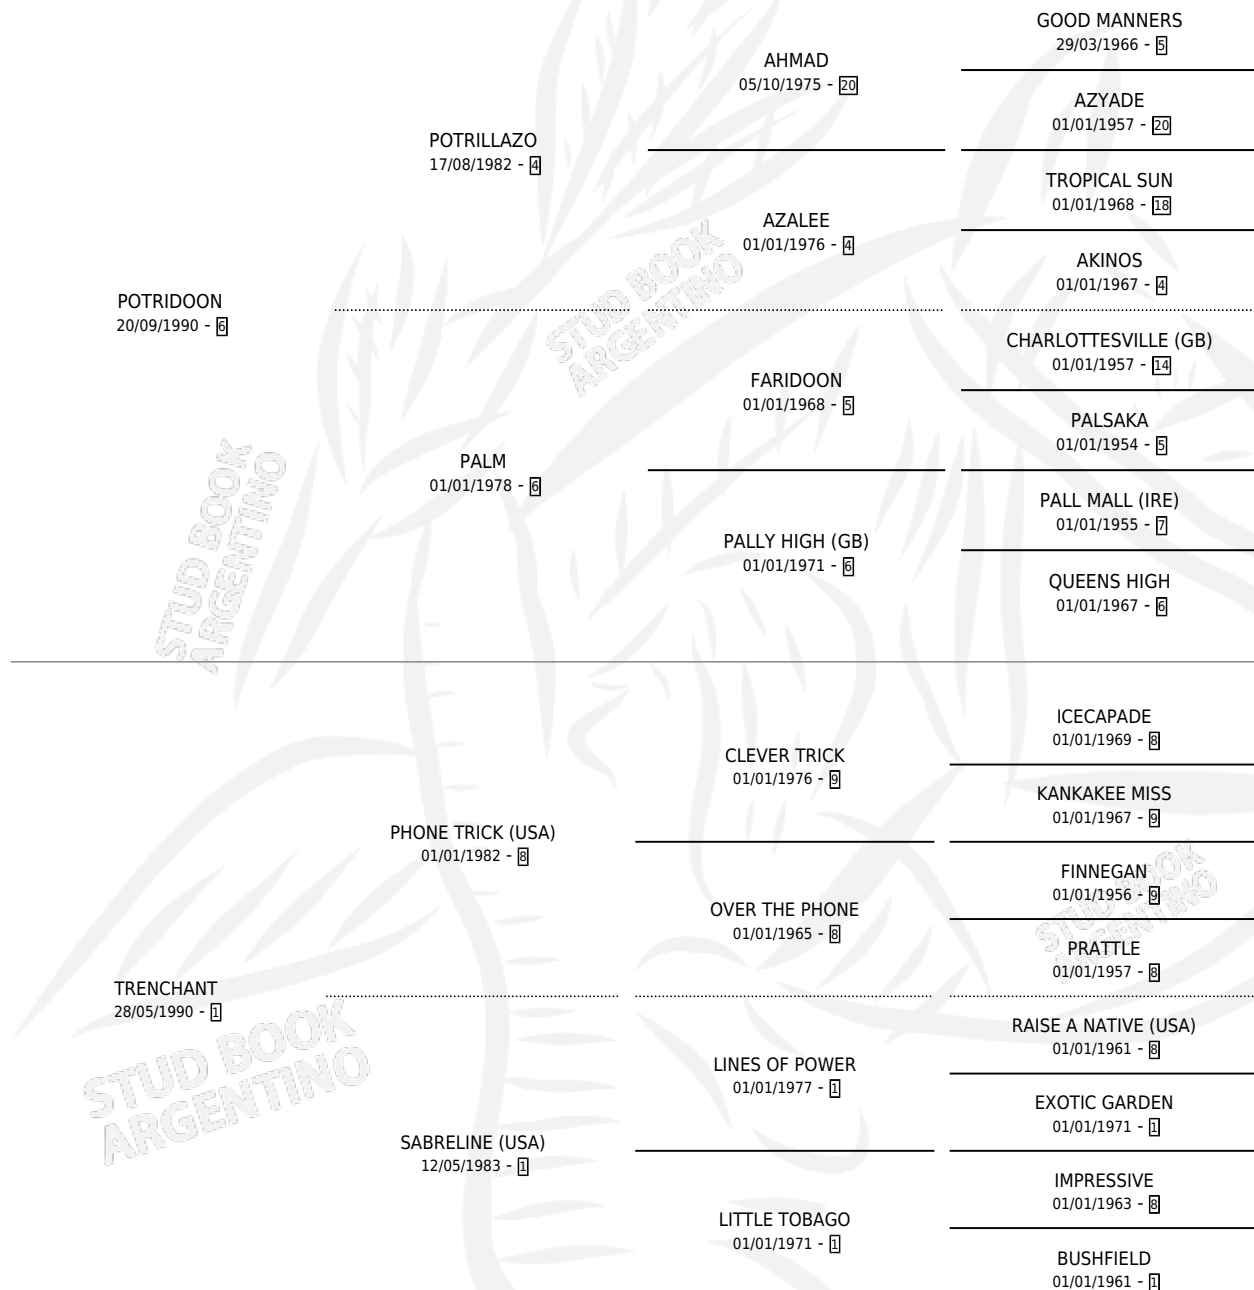 GOOD MANNERS
29/03/1966 - 5
AHMAD
05/10/1975 - 20
AZYADE
01/01/1957 - 20
POTRILLAZO
17/08/1982 - 4
TROPICAL SUN
01/01/1968 - 18
AZALEE
01/01/1976 - 4
AKINOS
01/01/1967 - 4
POTRIDOON
20/09/1990 - 6
CHARLOTTESVILLE (GB)
01/01/1957 - 14
FARIDOON
01/01/1968 - 5
PALSAKA
01/01/1954 - 5
PALM
01/01/1978 - 6
PALL MALL (IRE)
01/01/1955 - 7
PALLY HIGH (GB)
01/01/1971 - 6
QUEENS HIGH
01/01/1967 - 6
ICECAPADE
01/01/1969 - 8
CLEVER TRICK
01/01/1976 - 9
KANKAKEE MISS
01/01/1967 - 9
PHONE TRICK (USA)
01/01/1982 - 8
FINNEGAN
01/01/1956 - 9
OVER THE PHONE
01/01/1965 - 8
PRATTLE
01/01/1957 - 8
TRENCHANT
28/05/1990 - 1
RAISE A NATIVE (USA)
01/01/1961 - 8
LINES OF POWER
01/01/1977 - 1
EXOTIC GARDEN
01/01/1971 - 1
SABRELINE (USA)
12/05/1983 - 1
IMPRESSIVE
01/01/1963 - 8
LITTLE TOBAGO
01/01/1971 - 1
BUSHFIELD
01/01/1961 - 1
STUD BOOK
ARGENTINO
STUD BOOK
ARGENTINO
STUD BOOK
ARGENTINO
STUD BOOK
ARGENTINO